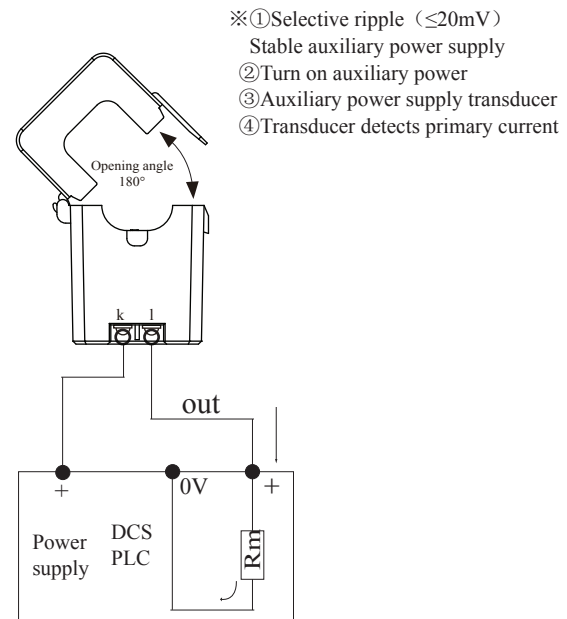 ※①Selective ripple（≤20mV）
Stable auxiliary power supply
②Turn on auxiliary power
③Auxiliary power supply transducer
④Transducer detects primary current
Opening angle
180°
k l
out
+ 0V +
Power
supply
DCS
PLC
Rm